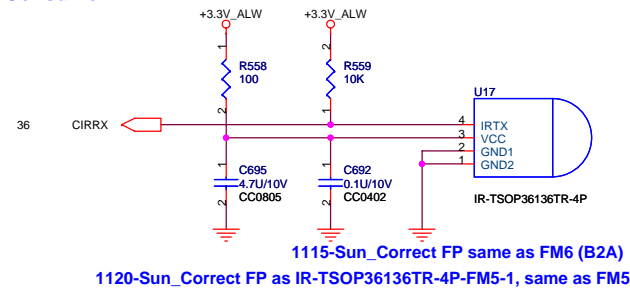 +3.3V_ALW +3.3V_ALW
1 2
R558 R559
100 10K
U17
2 1
36 CIRRX 4 IRTX
3 VCC
2 GND1
1 GND2
1 C695 1 C692
4.7U/10V 0.1U/10V
2 CC0805 2 CC0402
IR-TSOP36136TR-4P
1115-Sun_Correct FP same as FM6 (B2A)
1120-Sun_Correct FP as IR-TSOP36136TR-4P-FM5-1, same as FM5